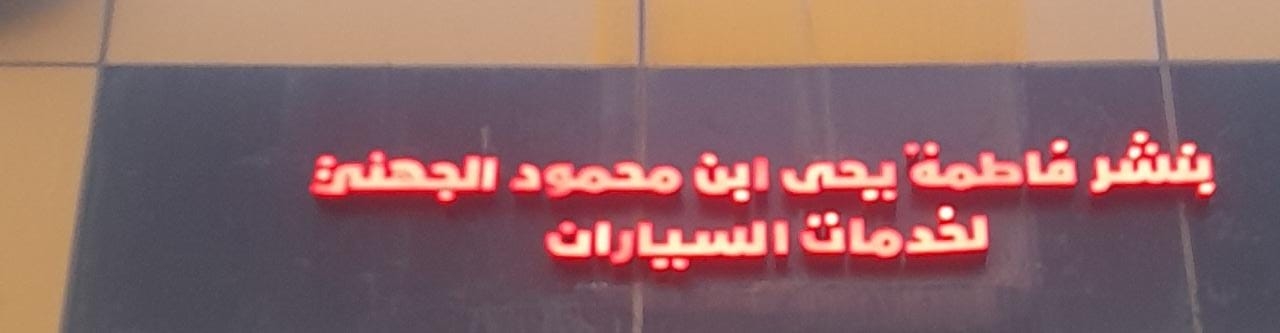 بنشر فاطمة يحى ابن محمود الجهني
لخدمات السيارات